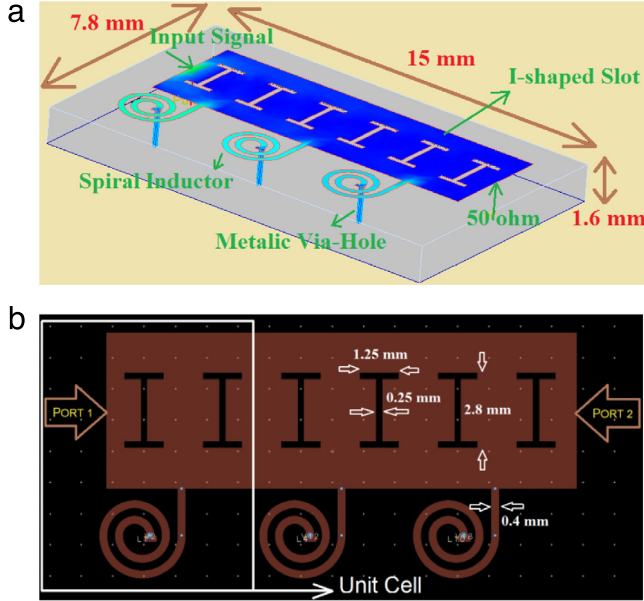 a
7.8 mm
Input Signal
15 mm
I-shaped Slot
Spiral Inductor
50 ohm
1.6 mm
Metalic Via-Hole
b
1.25 mm
PORT 1
0.25 mm
2.8 mm
PORT 2
0.4 mm
Unit Cell